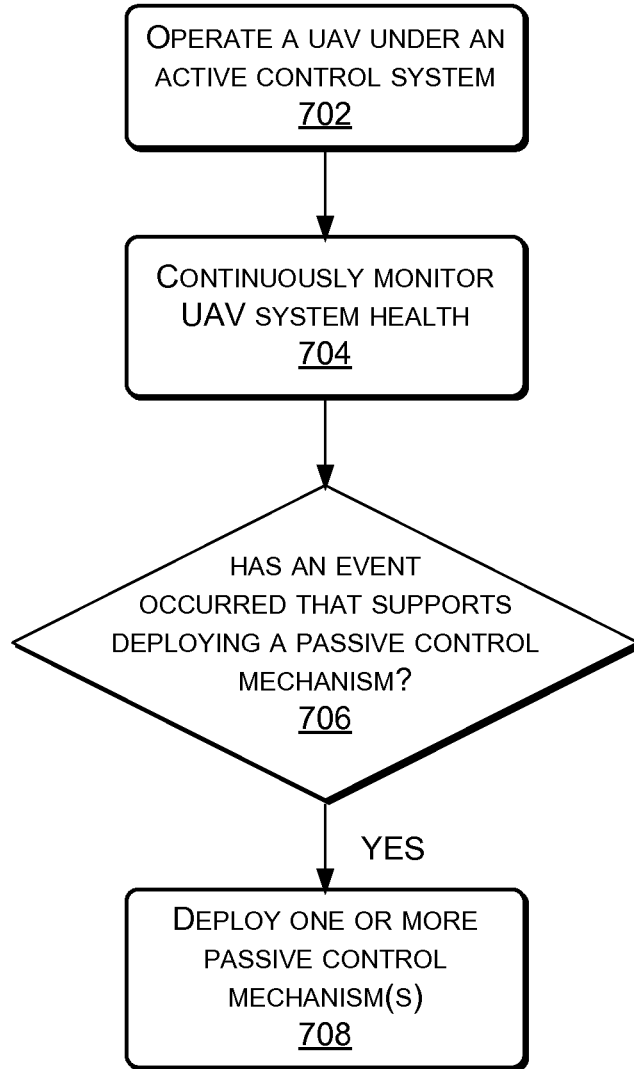 OPERATE A UAV UNDER AN
ACTIVE CONTROL SYSTEM
702
CONTINUOUSLY MONITOR
UAV SYSTEM HEALTH
704
HAS AN EVENT
OCCURRED THAT SUPPORTS
DEPLOYING A PASSIVE CONTROL
MECHANISM?
706
YES
DEPLOY ONE OR MORE
PASSIVE CONTROL
MECHANISM(S)
708